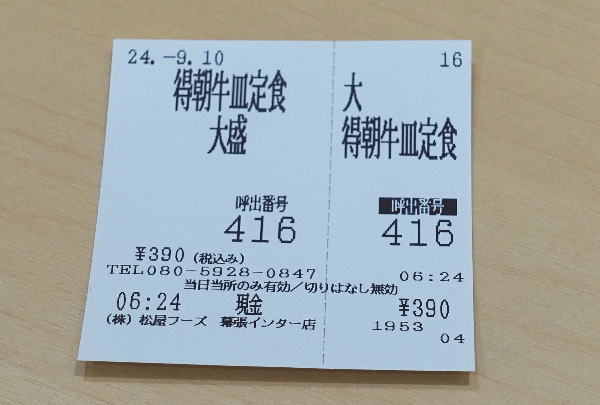 24.-9.10
得朝牛皿定食
大盛
呼出番号
416
¥390(税込み)
TEL080-5928-0847
当日当所のみ有効/切りはなし無効
06:24 現金
(株) 松屋フーズ 幕張インター店
16
大
得朝牛皿定食
呼出番号
416
06:24
¥390
1953
04